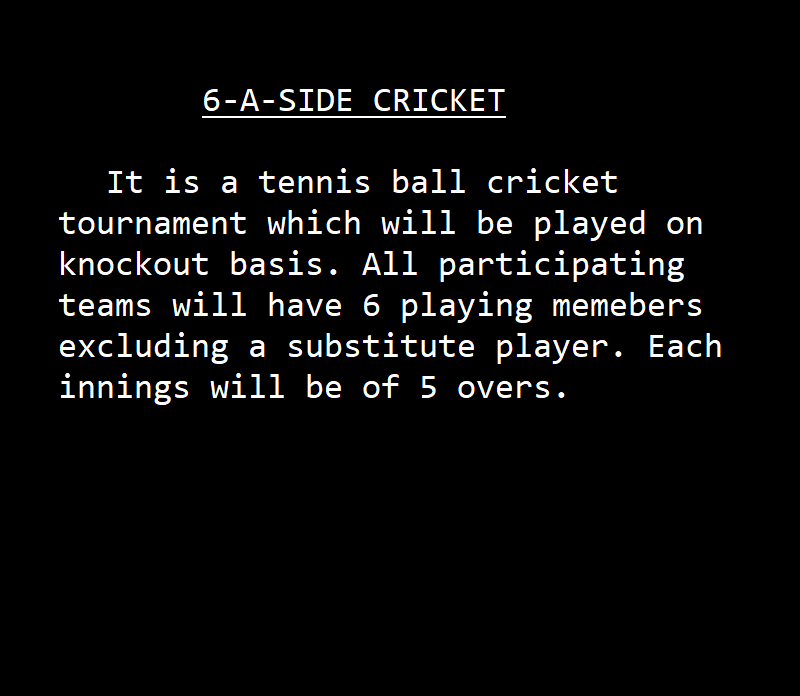 6-A-SIDE CRICKET
It is a tennis ball cricket
tournament which will be played on
knockout basis. All participating
teams will have 6 playing memebers
excluding a substitute player. Each
innings will be of 5 overs.